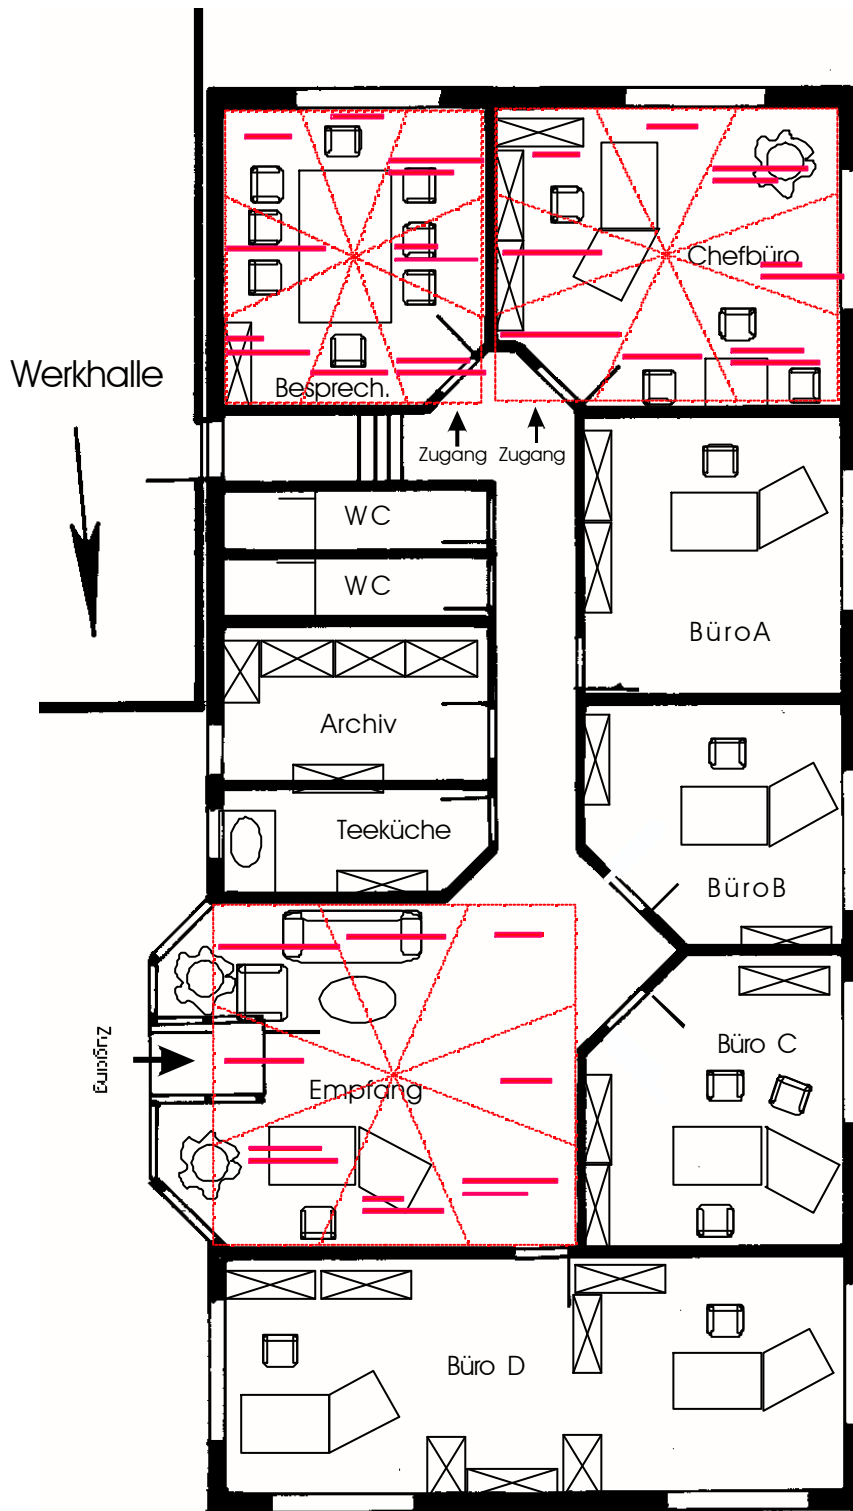 Chefbüro
Werkhalle
Besprech.
Zugang Zugang
WC
WC
BüroA
Archiv
Teeküche
BüroB
Zugang
Büro C
Empfang
Büro D